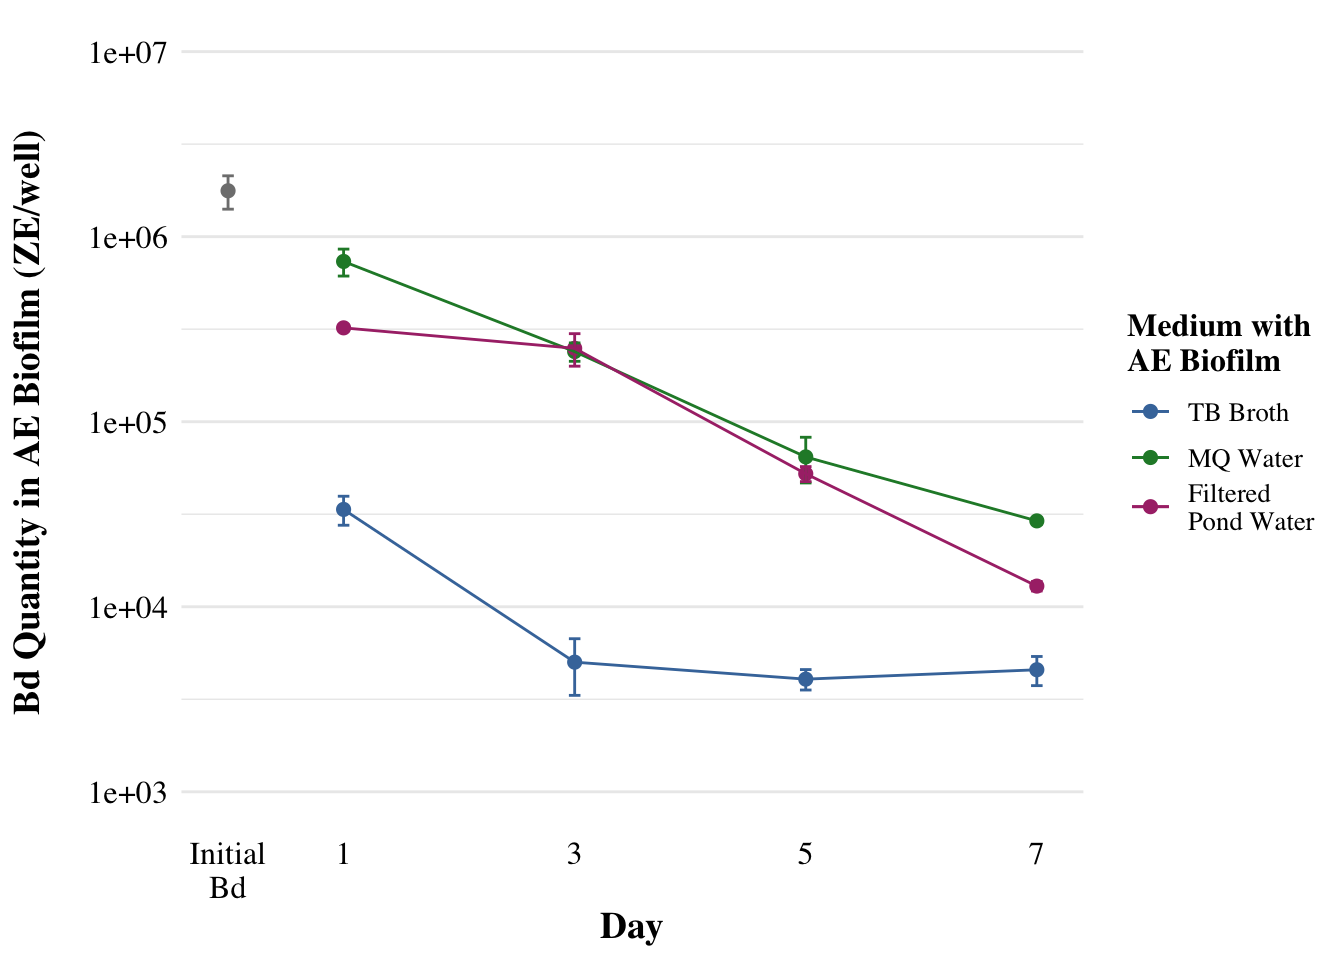 Bd Quantity in AE Biofilm (ZE/well)
1e+07
1e+06
1e+05
1e+04
1e+03
Initial
Bd
1
3
5
7
Day
Medium with
AE Biofilm
TB Broth
MQ Water
Filtered
Pond Water